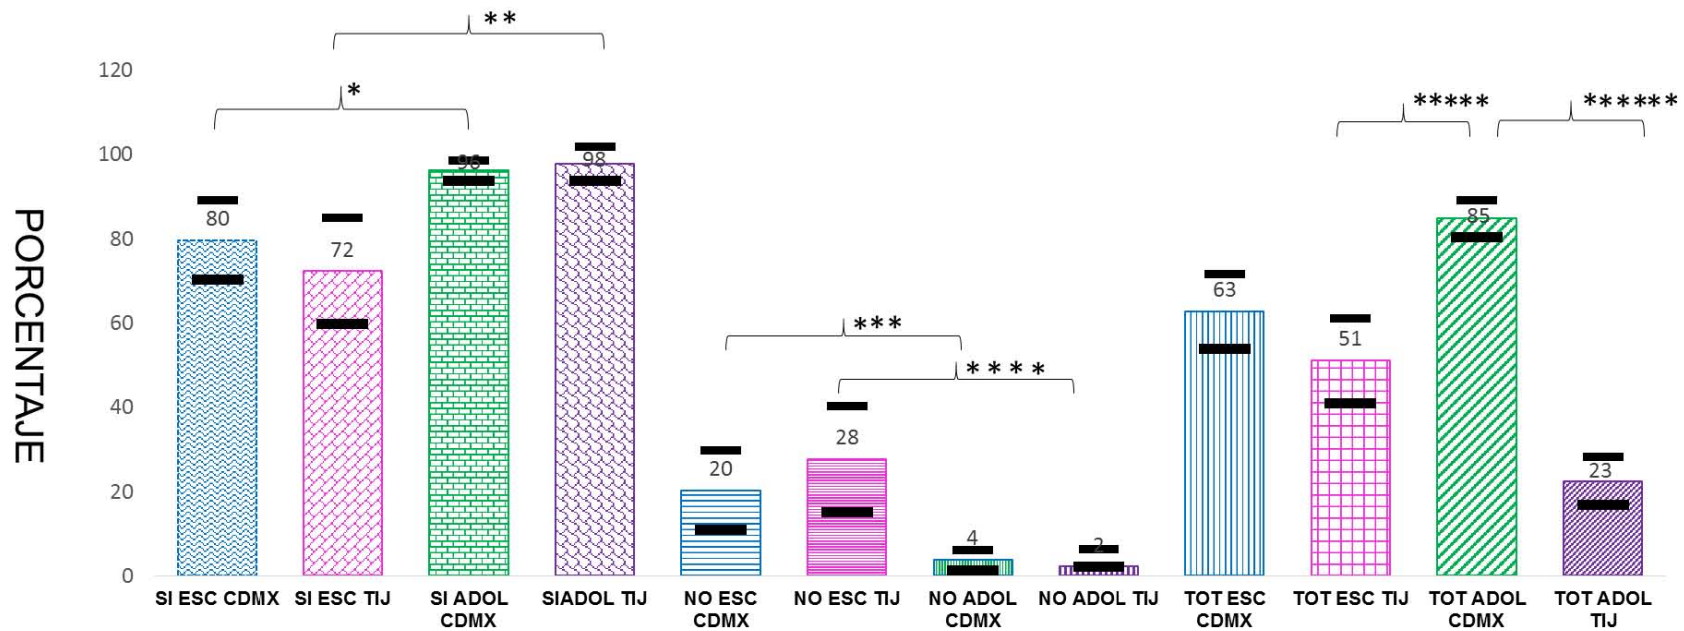 **
120
*
*****
******
100
96
98
80
85
80
72
PORCENTAJE
60
63
51
***
****
40
28
20
20
23
4
2
0
SI ESC CDMX
SI ESC TIJ
SI ADOL
CDMX
SIADOL TIJ
NO ESC
CDMX
NO ESC TIJ
NO ADOL
CDMX
NO ADOL TIJ
TOT ESC
CDMX
TOT ESC TIJ
TOT ADOL
CDMX
TOT ADOL
TIJ